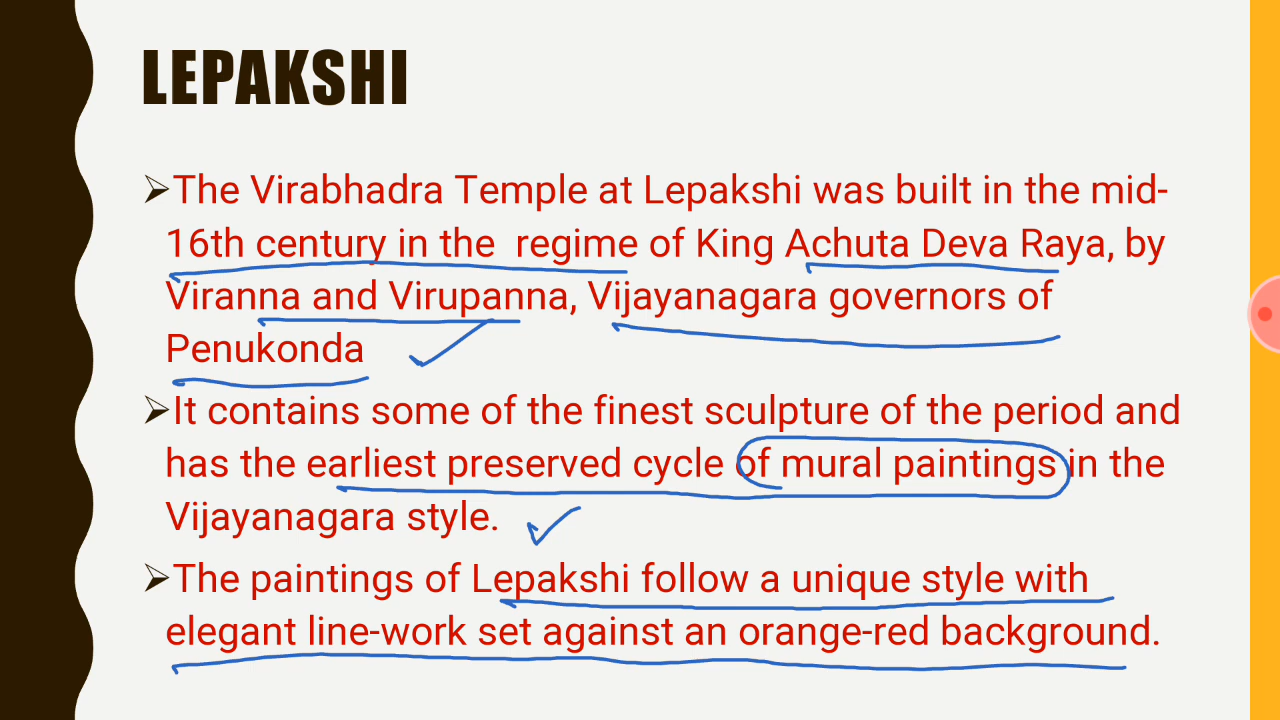 LEPAKSHI
➢The Virabhadra Temple at Lepakshi was built in the mid-
16th century in the regime of King Achuta Deva Raya, by
Viranna and Virupanna, Vijayanagara governors of
Penukonda
➢It contains some of the finest sculpture of the period and
has the earliest preserved cycle of mural paintings in the
Vijayanagara style.
➢The paintings of Lepakshi follow a unique style with
elegant line-work set against an orange-red background.